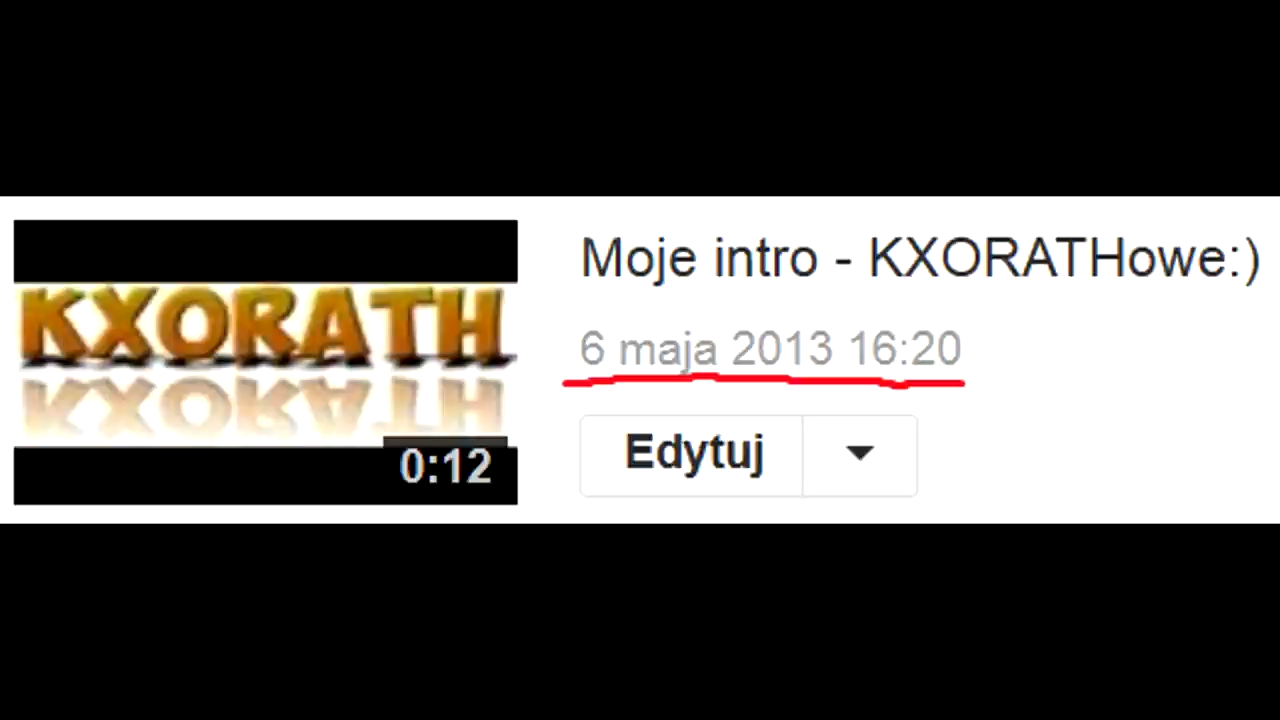 KXORATH
0:12
Moje intro - KXORATHowe:)
6 maja 2013 16:20
Edytuj